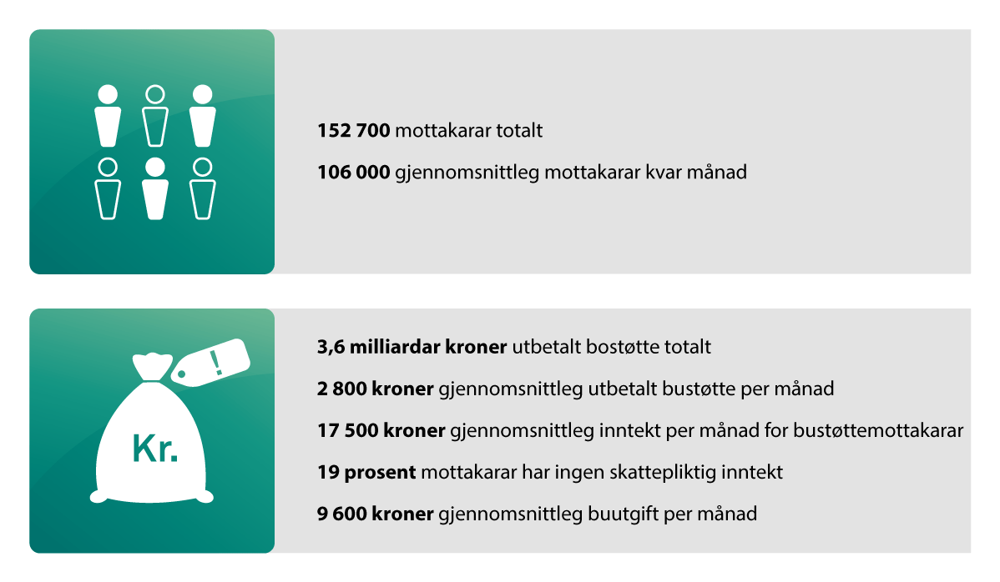 152 700 mottakarar totalt
106 000 gjennomsnittleg mottakarar kvar månad
3,6 milliardar kroner utbetalt bostøtte totalt
2 800 kroner gjennomsnittleg utbetalt bustøtte per månad
17 500 kroner gjennomsnittleg inntekt per månad for bustøttemottakarar
19 prosent mottakarar har ingen skattepliktig inntekt
9 600 kroner gjennomsnittleg buutgift per månad
!
Kr.